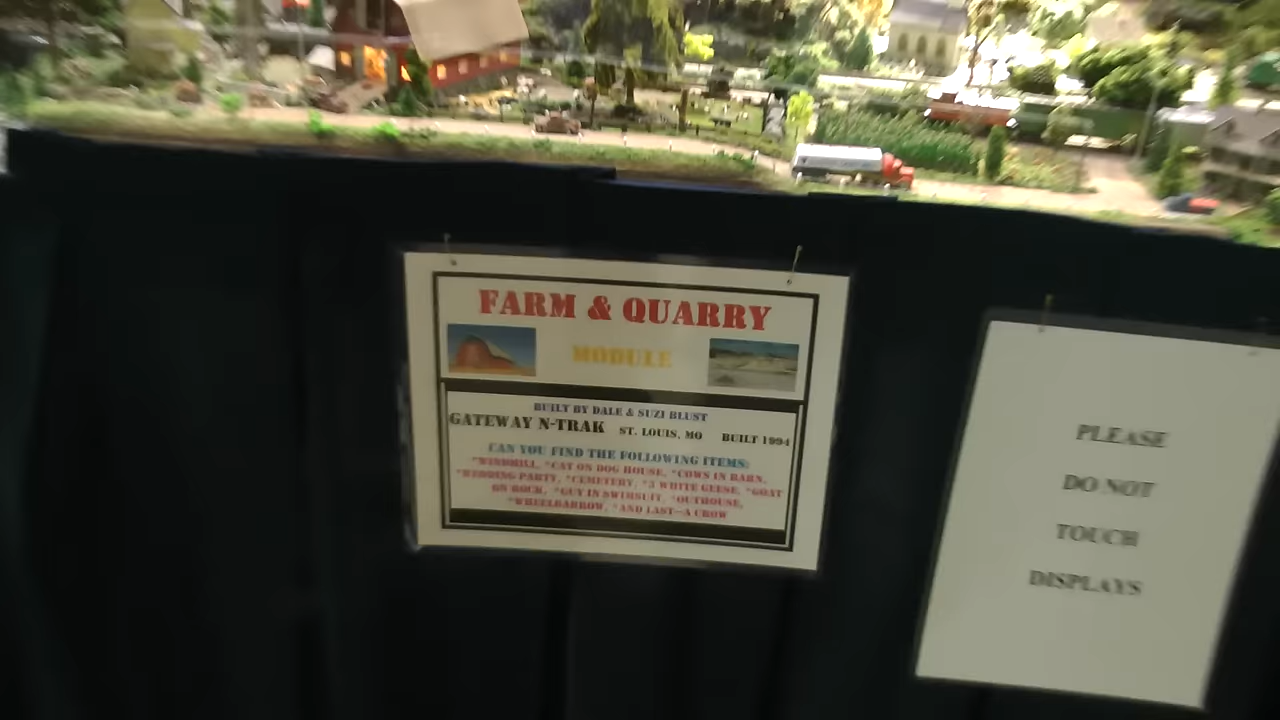 FARM & QUARRY
MODULE
BUILT BY DALE & SUZI BLUST
GATEWAY N-TRAK ST. LOUIS, MO BUILT 1994
CAN YOU FIND THE FOLLOWING ITEMS:
*WINDMILL, *CAT ON DOG HOUSE, *COWS IN BARN,
*WEDDING PARTY, *CEMETERY, *3 WHITE GEESE, *GOAT
ON ROCK, *GUY IN SWIMSUIT, *OUTHOUSE,
*WHEELBARROW, *AND LAST—A CROW
PLEASE
DO NOT
TOUCH
DISPLAYS